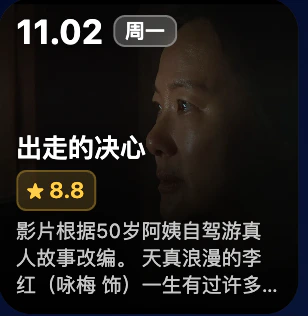 11.02 周一
出走的决心
8.8
影片根据50岁阿姨自驾游真
人故事改编。 天真浪漫的李
红（咏梅 饰）一生有过许多...